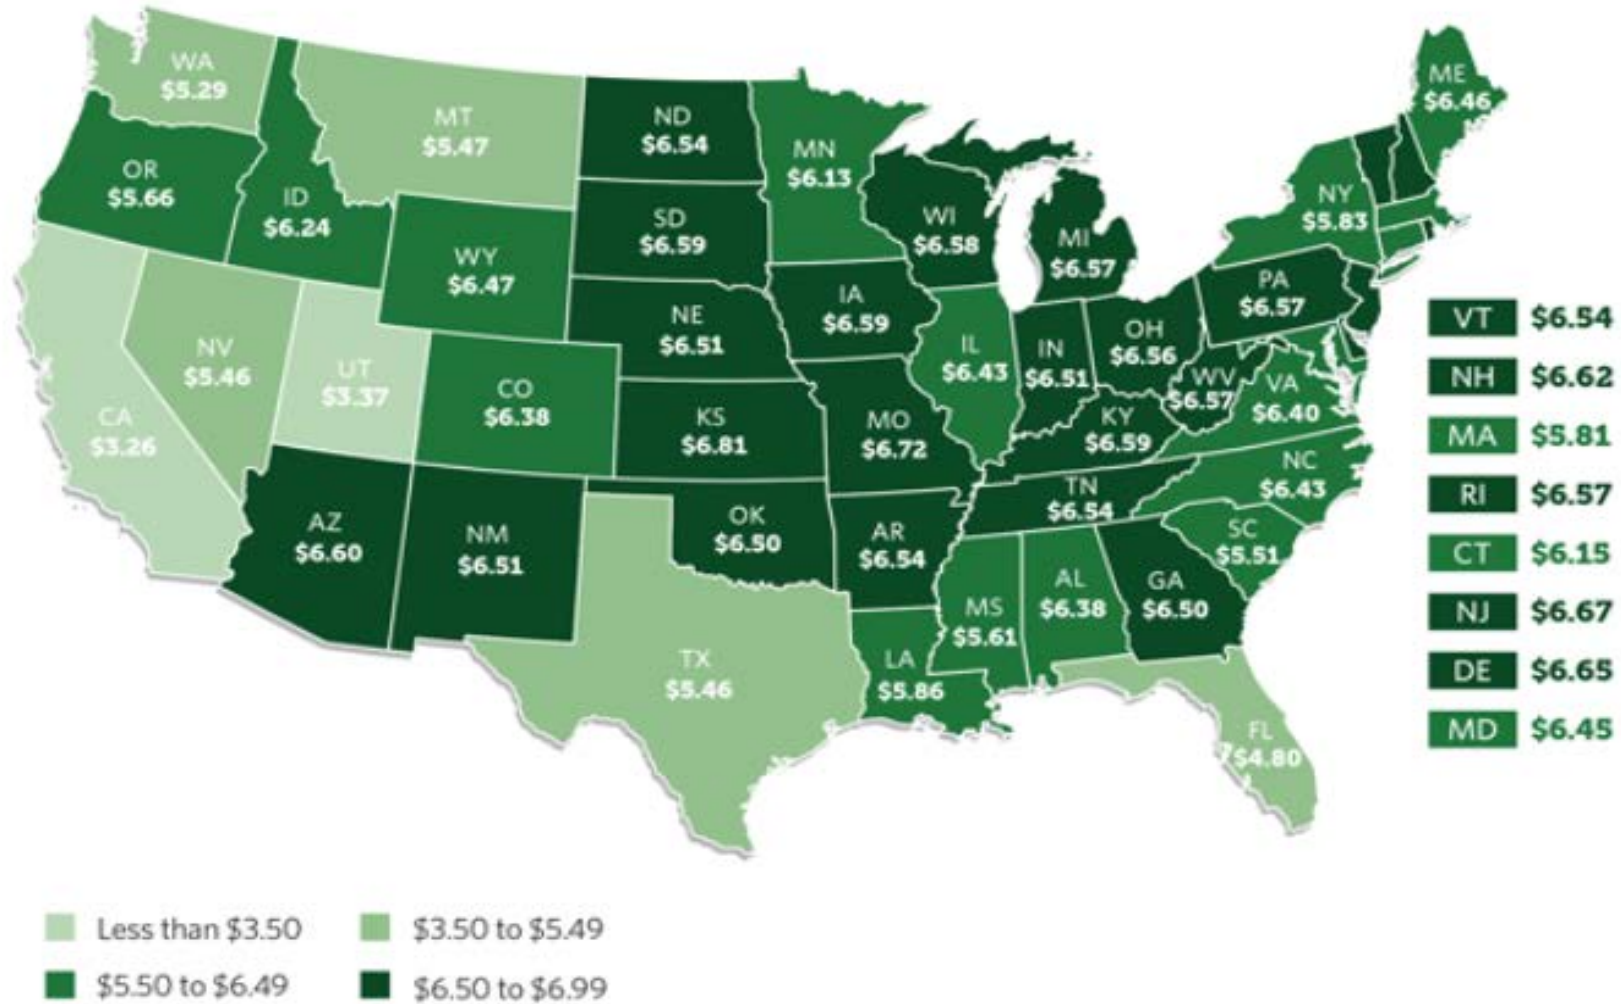 WA
$5.29
MT
$5.47
ND
$6.54
MN
$6.13
ME
$6.46
OR
$5.66
ID
$6.24
WY
$6.47
SD
$6.59
WI
$6.58
MI
$6.57
NY
$5.83
PA
$6.57
NE
$6.51
IA
$6.59
IL
$6.43
IN
$6.51
OH
$6.56
WV
$6.57
VA
$6.40
CA
$3.26
NV
$5.46
UT
$3.37
CO
$6.38
KS
$6.81
MO
$6.72
KY
$6.59
NC
$6.43
TN
$6.54
SC
$5.51
AZ
$6.60
NM
$6.51
OK
$6.50
AR
$6.54
MS
$5.61
AL
$6.38
GA
$6.50
TX
$5.46
LA
$5.86
FL
$4.80
VT $6.54
NH $6.62
MA $5.81
RI $6.57
CT $6.15
NJ $6.67
DE $6.65
MD $6.45
Less than $3.50
$3.50 to $5.49
$5.50 to $6.49
$6.50 to $6.99